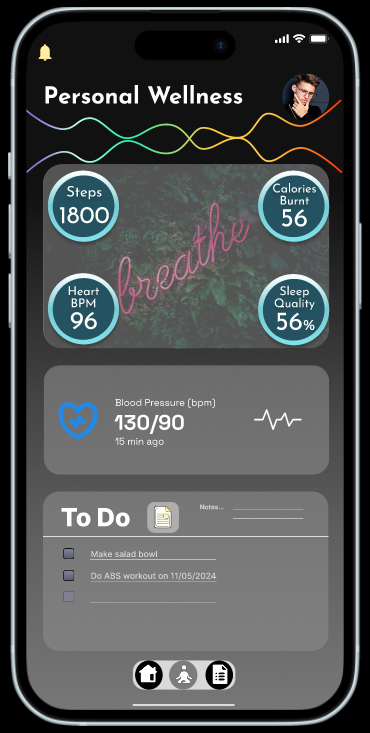 Personal Wellness
Steps
1800
Calories
Burnt
56
breathe
Heart
BPM
96
Sleep
Quality
56%
Blood Pressure (bpm)
130/90
15 min ago
To Do
Notes...
Make salad bowl
Do ABS workout on 11/05/2024